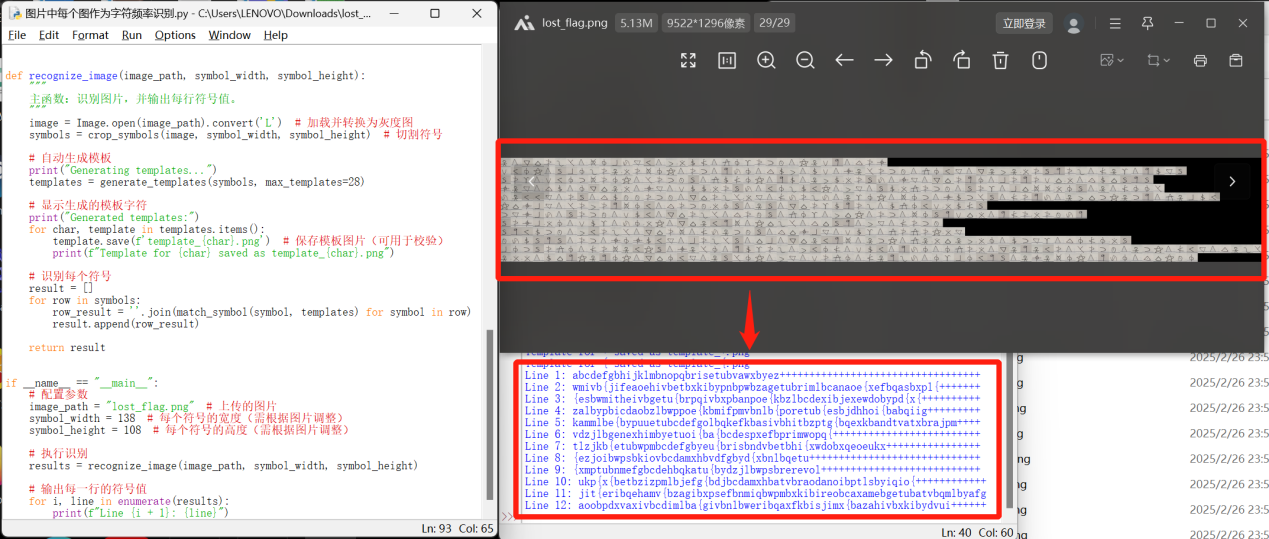 图片中每个图作为字符频率识别.py - C:\Users\LENOVO\Downloads\lost_...
File Edit Format Run Options Window Help
def recognize_image(image_path, symbol_width, symbol_height):
"""
主函数：识别图片，并输出每行符号值。
"""
image = Image.open(image_path).convert('L') # 加载并转换为灰度图
symbols = crop_symbols(image, symbol_width, symbol_height) # 切割符号
# 自动生成模板
print("Generating templates...")
templates = generate_templates(symbols, max_templates=28)
# 显示生成的模板字符
print("Generated templates:")
for char, template in templates.items():
template.save(f"template_{char}.png") # 保存模板图片（可用于校验）
print(f"Template for {char} saved as template_{char}.png")
# 识别每个符号
result = []
for row in symbols:
row_result = ''.join(match_symbol(symbol, templates) for symbol in row)
result.append(row_result)
return result
if __name__ == "__main__":
# 配置参数
image_path = "lost_flag.png" # 上传的图片
symbol_width = 138 # 每个符号的宽度（需根据图片调整）
symbol_height = 108 # 每个符号的高度（需根据图片调整）
# 执行识别
results = recognize_image(image_path, symbol_width, symbol_height)
# 输出每一行的符号值
for i, line in enumerate(results):
print(f"Line {i + 1}: {line}")
Ln: 93 Col: 65
lost_flag.png 5.13M 9522*1296像素 29/29 立即登录
Line 1: abcdefgbhijklmbnopqbrisetubvawxbyez++++++++++++++++++++++++++++++++++
Line 2: wmivb{jifeaoehivbetbxkibypnbpwbzagetubrimlbcanaoe{xefbqasbxpl{+++++++
Line 3: {esbwmitheivbgetu{brpqivbxpbanpoe{kbzlbcdexibjexewdobypd{x{++++++++++
Line 4: zalbypbicdaobzlbwppoe{kbmifpmvbnlb{poretub{esbjdhhoi{babqiig+++++++++
Line 5: kammlbe{bypuuetubcdefgolbqkefkbasivbhitbzptg{bqexkbandtvatxbrajpm++++
Line 6: vdzjlbgenexhimbyetuoi{ba{bcdespxefbprimwopq{+++++++++++++++++++++++++
Line 7: tlzjkb{etubwpmbcdefgbyeu{brisbndvbetbhi{xwdobxqeoeukx++++++++++++++++
Line 8: {ezjoibwpsbkiovbcdamxhbvdfgbyd{xbnlbqetu+++++++++++++++++++++++++++++
Line 9: {xmptubnmefgbcdehbqkatu{bydzjlbwpsbrerevol+++++++++++++++++++++++++++
Line 10: ukp{x{betbzizpmlbjefg{bdjbcdamxhbatvbraodanoibptlsbyiqio{++++++++++++
Line 11: jit{eribqehamv{bzagibxpsefbnmiqbwpmbxkibireobcaxamebgetubatvbqmlbyafg
Line 12: aoobpdxvaxivbcdimlba{givbnlbweribqaxfkbisjimx{bazahivbxkibydvui++++++
>>
Ln: 40 Col: 60
2025/2/26 23:5
2025/2/26 23:5
2025/2/26 23:5
2025/2/26 23:5
2025/2/26 23:5
2025/2/26 23:5
2025/2/26 23:5